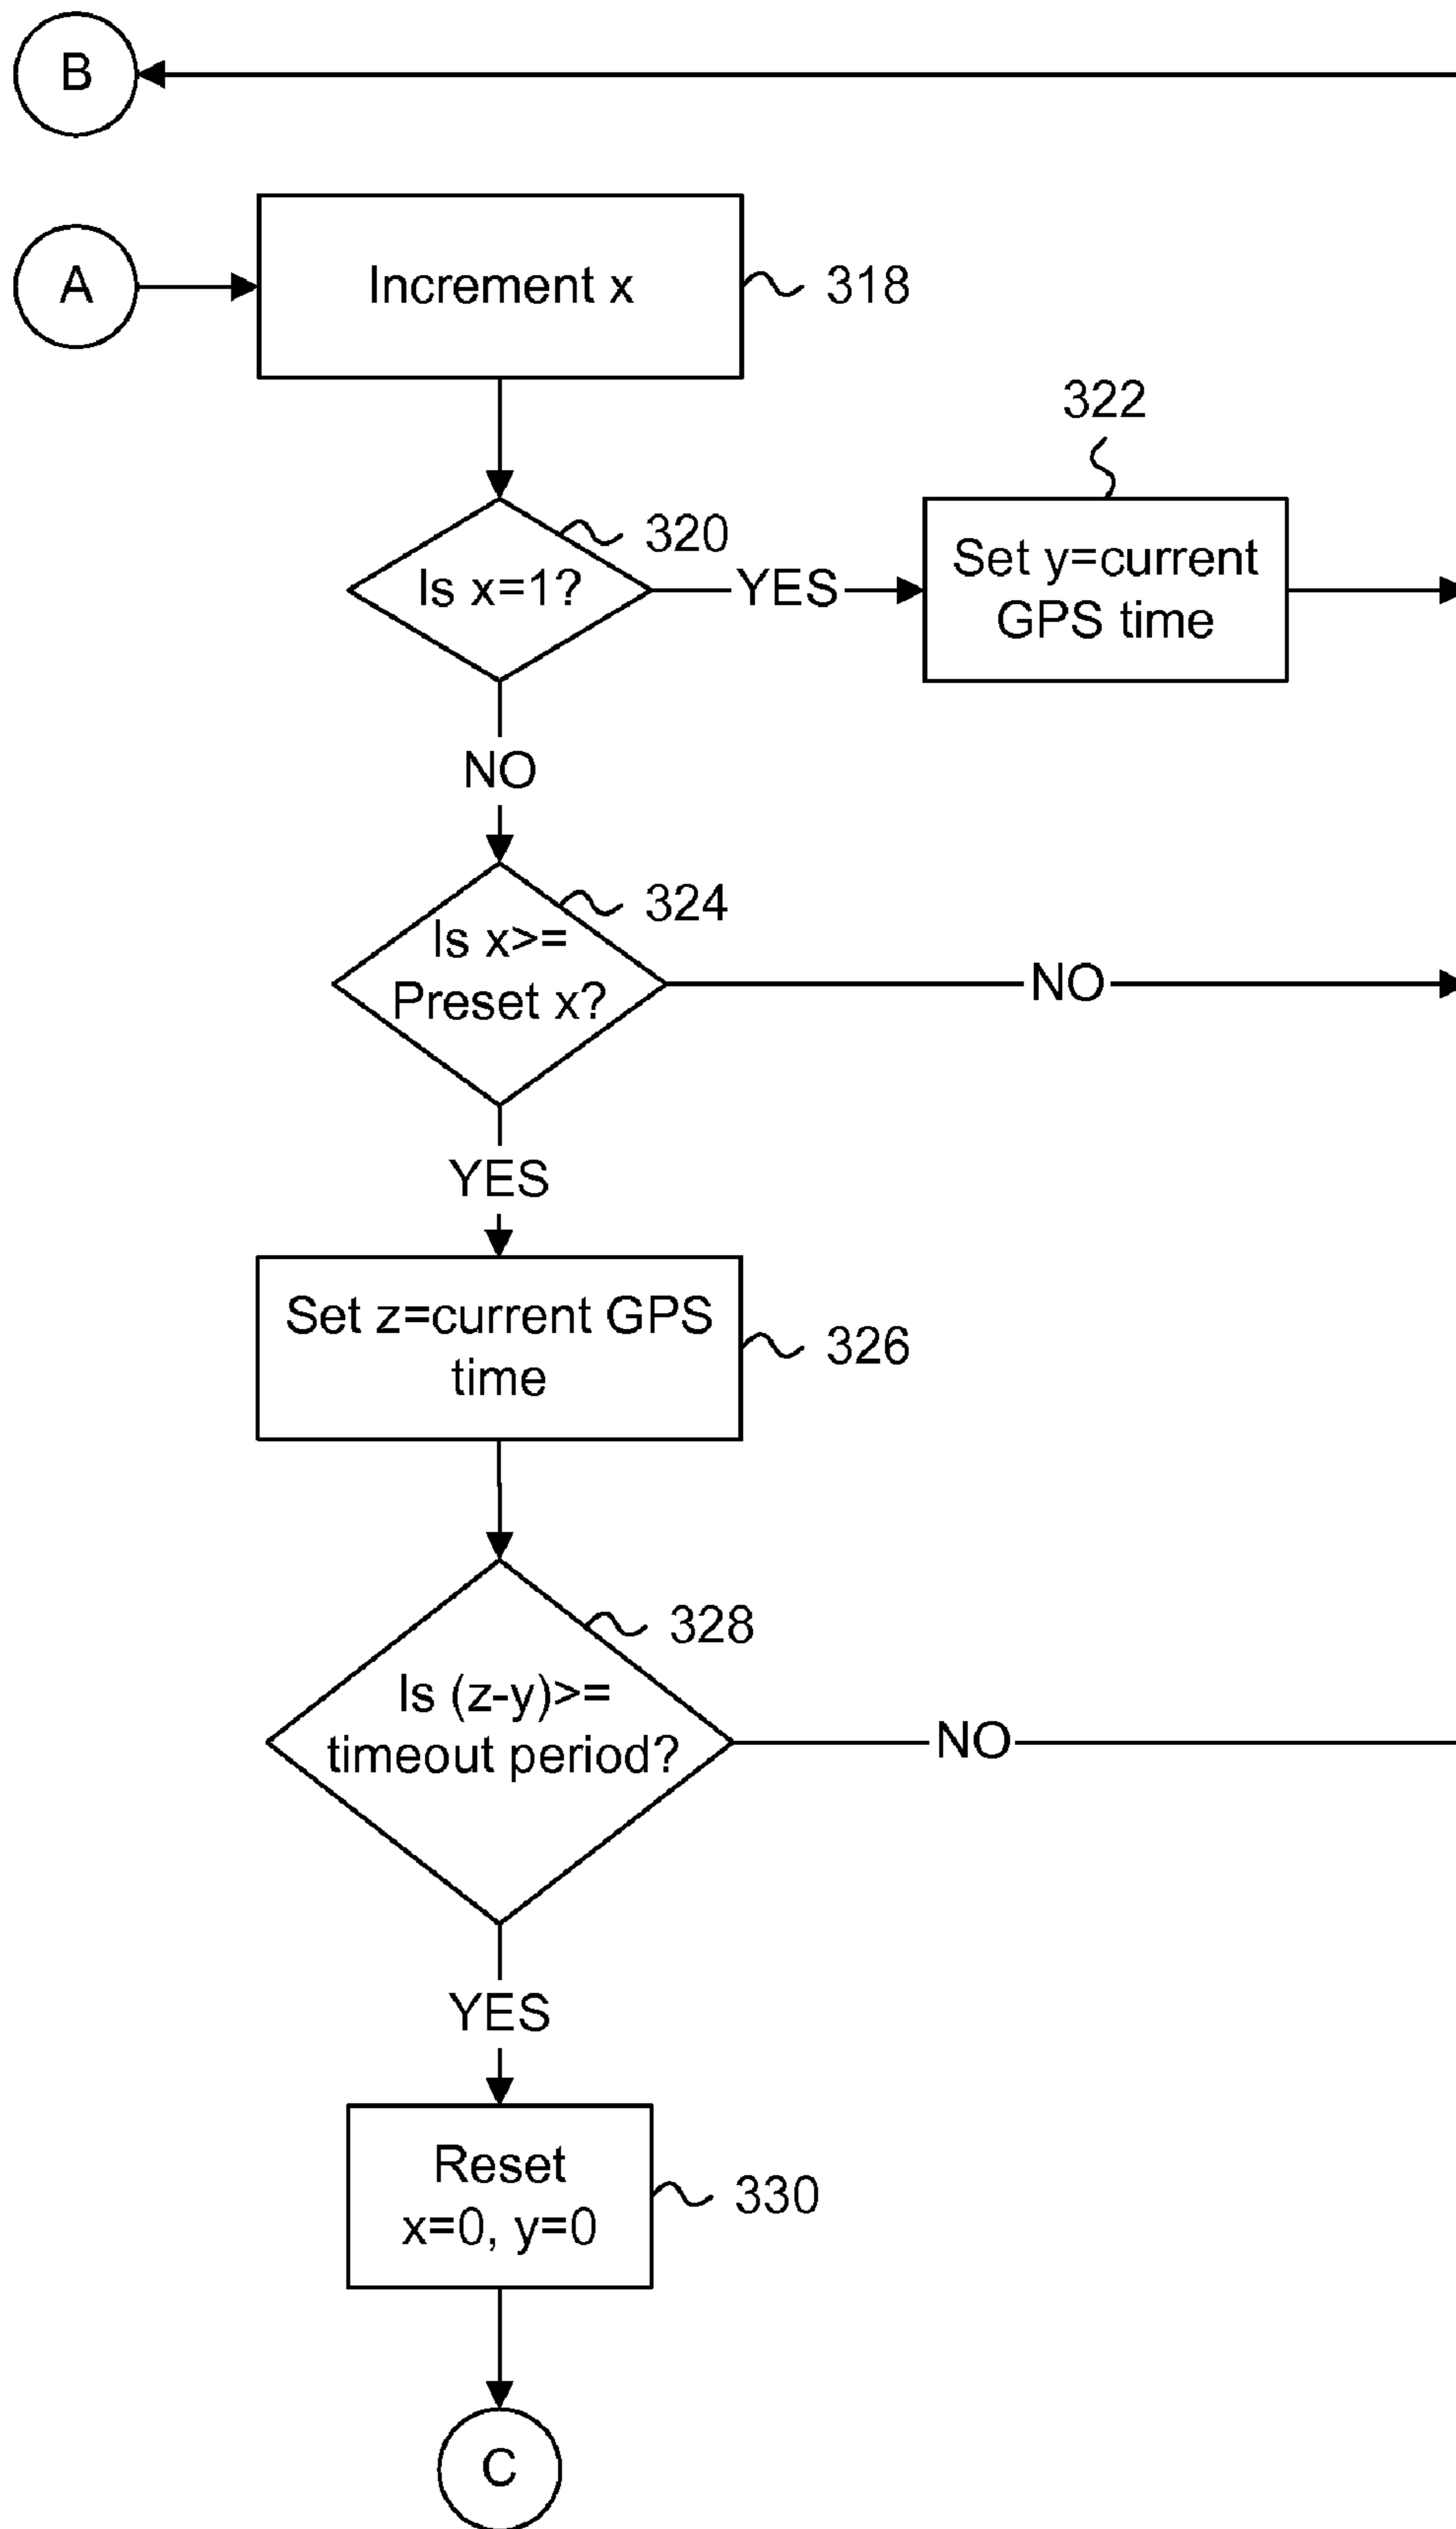 B
A
Increment x
318
322
320
Is x=1?
YES
Set y=current
GPS time
NO
324
Is x>=
Preset x?
NO
YES
Set z=current GPS
time
326
328
Is (z-y)>=
timeout period?
NO
YES
Reset
x=0, y=0
330
C